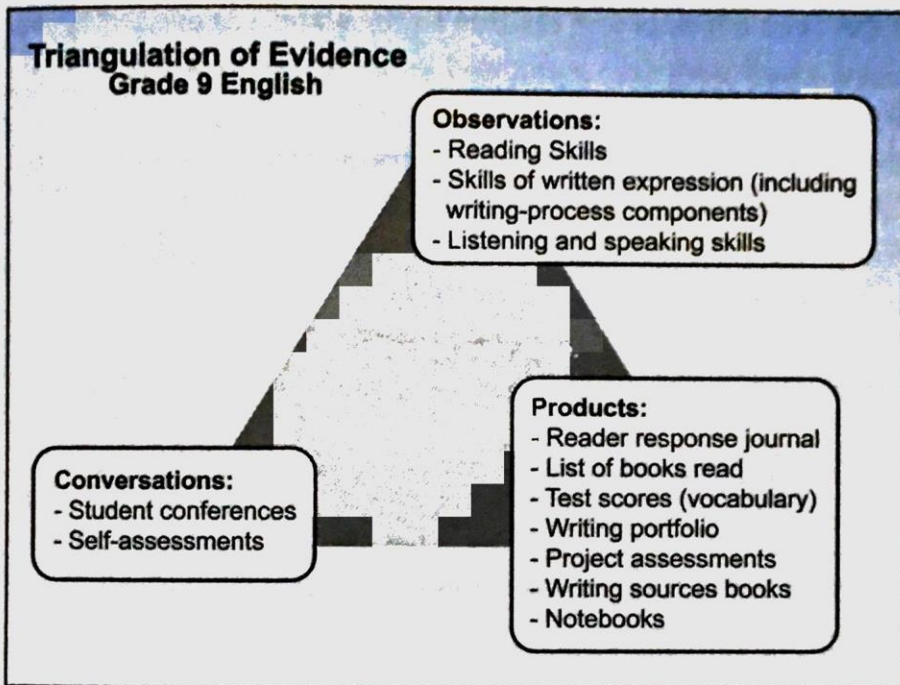 Triangulation of Evidence
Grade 9 English
Observations:
- Reading Skills
- Skills of written expression (including
writing-process components)
- Listening and speaking skills
Conversations:
- Student conferences
- Self-assessments
Products:
- Reader response journal
- List of books read
- Test scores (vocabulary)
- Writing portfolio
- Project assessments
- Writing sources books
- Notebooks